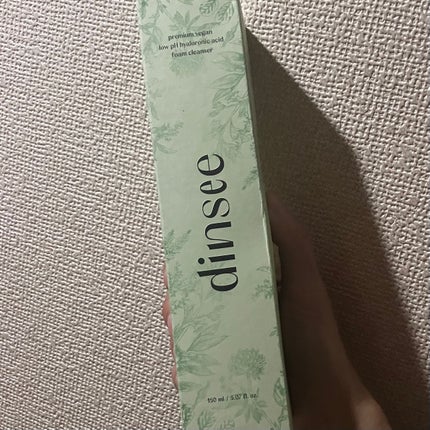 premium vegan
low pH hyaluronic acid
foam cleanser
dinsee
150 ml / 5.07 fl. oz.